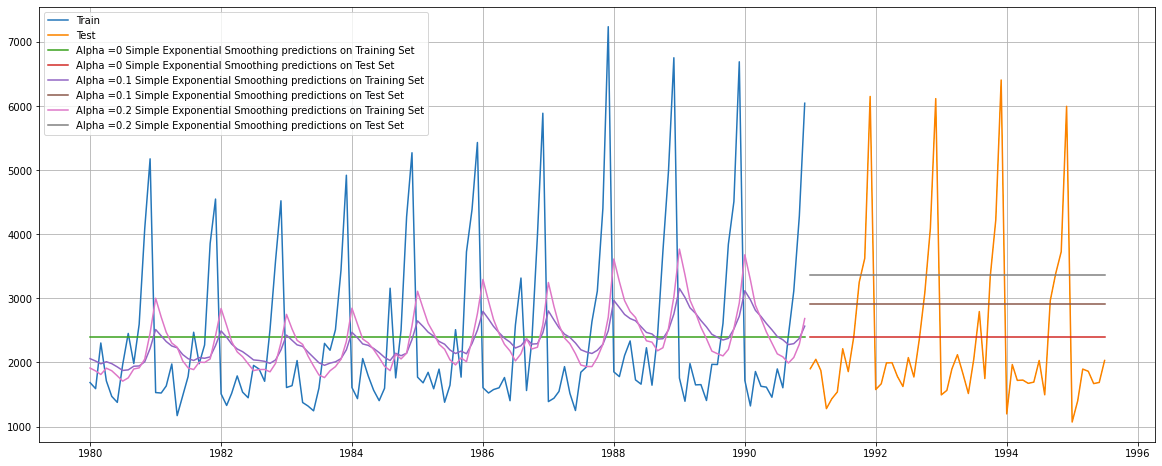 Train
Test
Alpha =0 Simple Exponential Smoothing predictions on Training Set
Alpha =0 Simple Exponential Smoothing predictions on Test Set
Alpha =0.1 Simple Exponential Smoothing predictions on Training Set
Alpha =0.1 Simple Exponential Smoothing predictions on Test Set
Alpha =0.2 Simple Exponential Smoothing predictions on Training Set
Alpha =0.2 Simple Exponential Smoothing predictions on Test Set
7000
6000
5000
4000
3000
2000
1000
1980 1982 1984 1986 1988 1990 1992 1994 1996